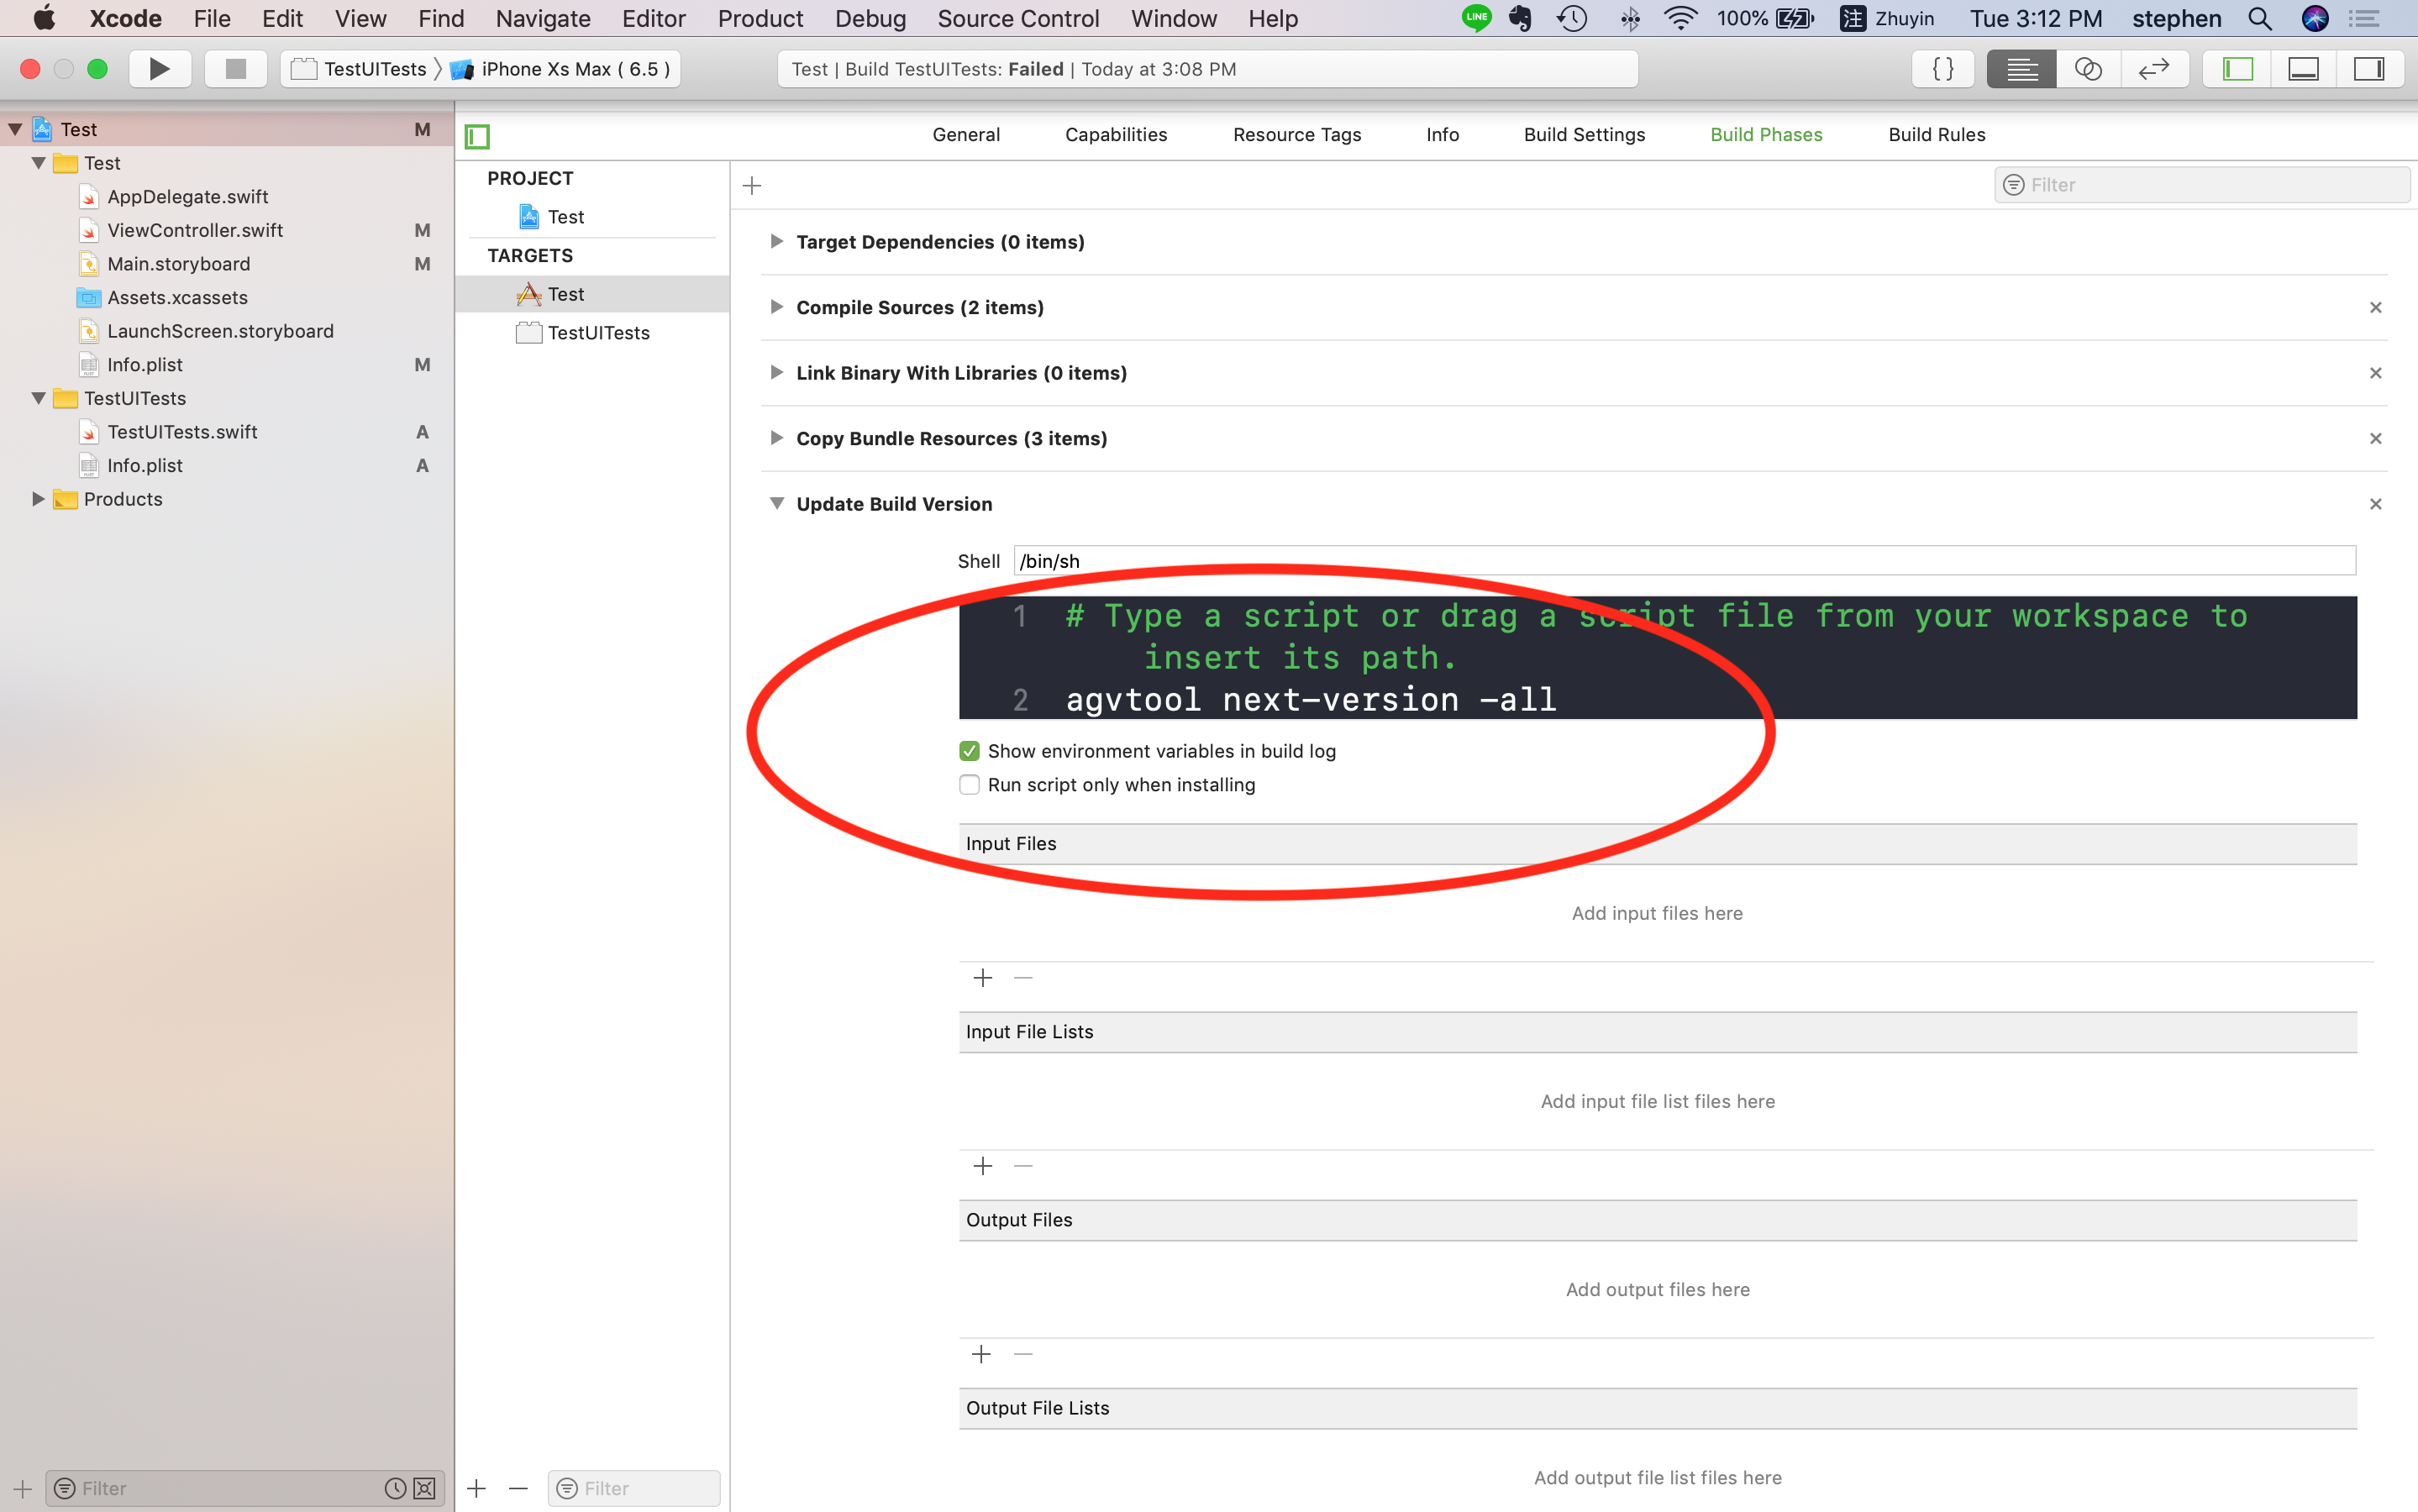 Xcode File Edit View Find Navigate Editor Product Debug Source Control Window Help LINE 100% 注 Zhuyin Tue 3:12 PM stephen
TestUITests iPhone Xs Max ( 6.5 ) Test | Build TestUITests: Failed | Today at 3:08 PM { }
Test M
Test
AppDelegate.swift
ViewController.swift M
Main.storyboard M
Assets.xcassets
LaunchScreen.storyboard
Info.plist M
TestUITests
TestUITests.swift A
Info.plist A
Products
Filter
General Capabilities Resource Tags Info Build Settings Build Phases Build Rules
PROJECT
Test
TARGETS
Test
TestUITests
Filter
Filter
Target Dependencies (0 items)
Compile Sources (2 items)
Link Binary With Libraries (0 items)
Copy Bundle Resources (3 items)
Update Build Version
Shell /bin/sh
1 # Type a script or drag a script file from your workspace to
insert its path.
2 agvtool next-version -all
Show environment variables in build log
Run script only when installing
Input Files
Add input files here
Input File Lists
Add input file list files here
Output Files
Add output files here
Output File Lists
Add output file list files here